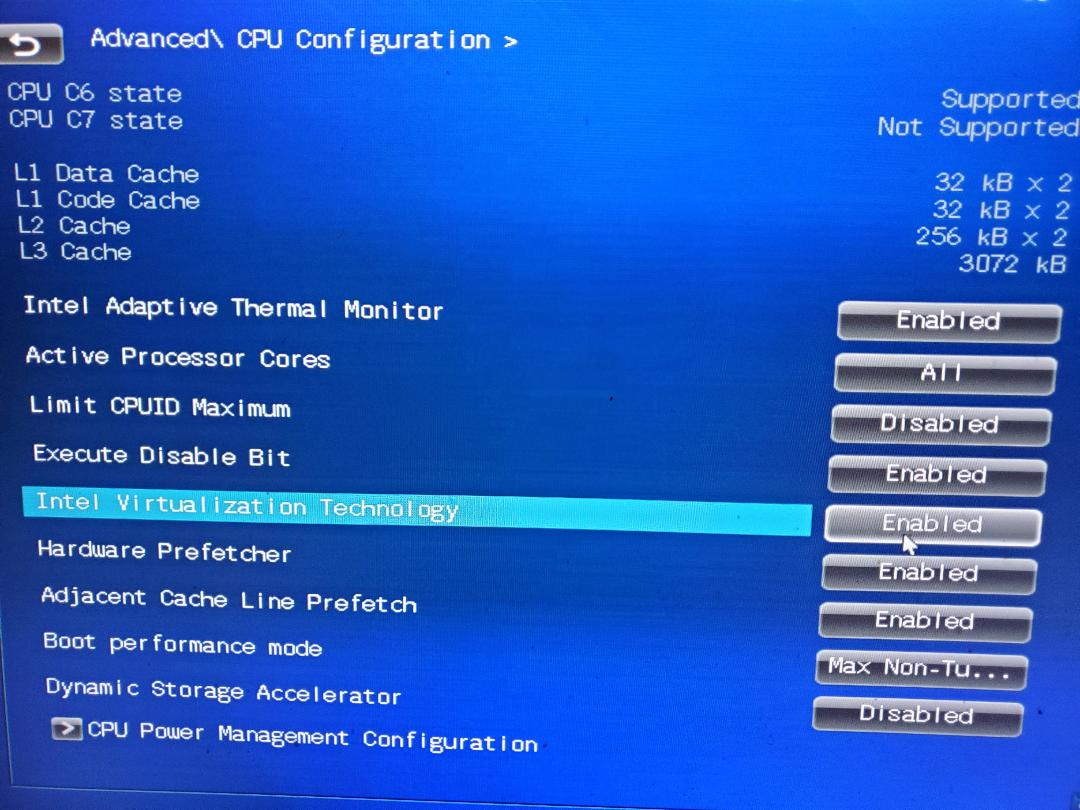 Advanced\ CPU Configuration >
CPU C6 state Supported
CPU C7 state Not Supported
L1 Data Cache 32 kB x 2
L1 Code Cache 32 kB x 2
L2 Cache 256 kB x 2
L3 Cache 3072 kB
Intel Adaptive Thermal Monitor Enabled
Active Processor Cores All
Limit CPUID Maximum Disabled
Execute Disable Bit Enabled
Intel Virtualization Technology Enabled
Hardware Prefetcher Enabled
Adjacent Cache Line Prefetch Enabled
Boot performance mode Max Non-Tu...
Dynamic Storage Accelerator Disabled
> CPU Power Management Configuration